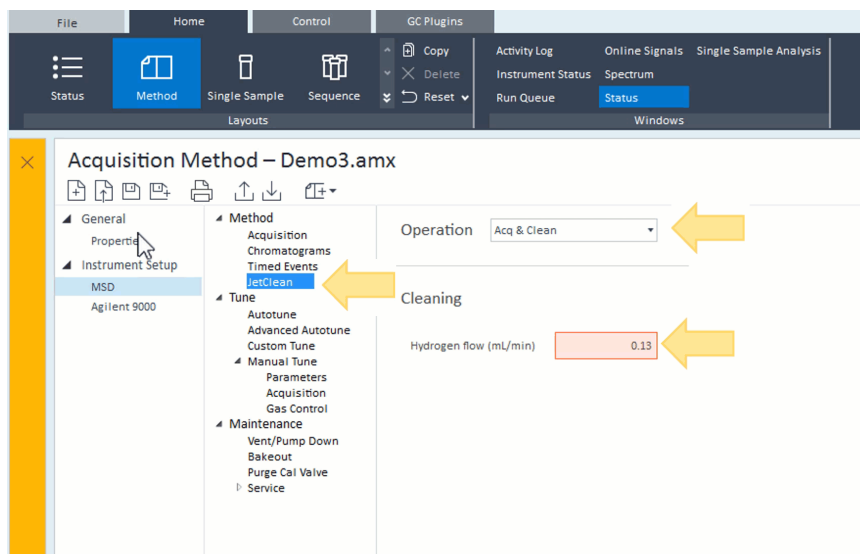 File Home Control GC Plugins
Copy Activity Log Online Signals Single Sample Analysis
Delete Instrument Status Spectrum
Status Method Single Sample Sequence Reset Run Queue Status
Layouts Windows
Acquisition Method – Demo3.amx
General
Properties
Instrument Setup
MSD
Agilent 9000
Method
Acquisition
Chromatograms
Timed Events
JetClean
Tune
Autotune
Advanced Autotune
Custom Tune
Manual Tune
Parameters
Acquisition
Gas Control
Maintenance
Vent/Pump Down
Bakeout
Purge Cal Valve
Service
Operation Acq & Clean
Cleaning
Hydrogen flow (mL/min) 0.13